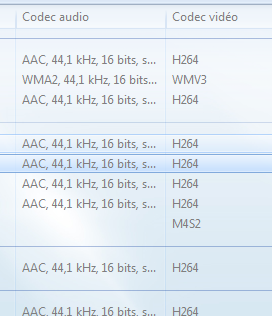 Codec audio Codec vidéo
AAC, 44,1 kHz, 16 bits, s... H264
WMA2, 44,1 kHz, 16 bits... WMV3
AAC, 44,1 kHz, 16 bits, s... H264
AAC, 44,1 kHz, 16 bits, s... H264
AAC, 44,1 kHz, 16 bits, s... H264
AAC, 44,1 kHz, 16 bits, s... H264
AAC, 44,1 kHz, 16 bits, s... H264
M4S2
AAC, 44,1 kHz, 16 bits, s... H264
AAC, 44,1 kHz, 16 bits, s... H264